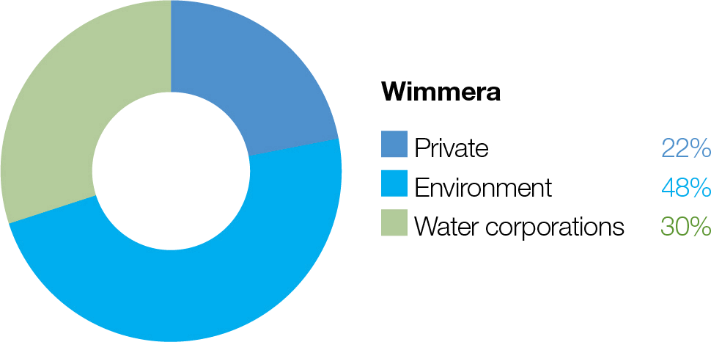 Wimmera
Private 22%
Environment 48%
Water corporations 30%